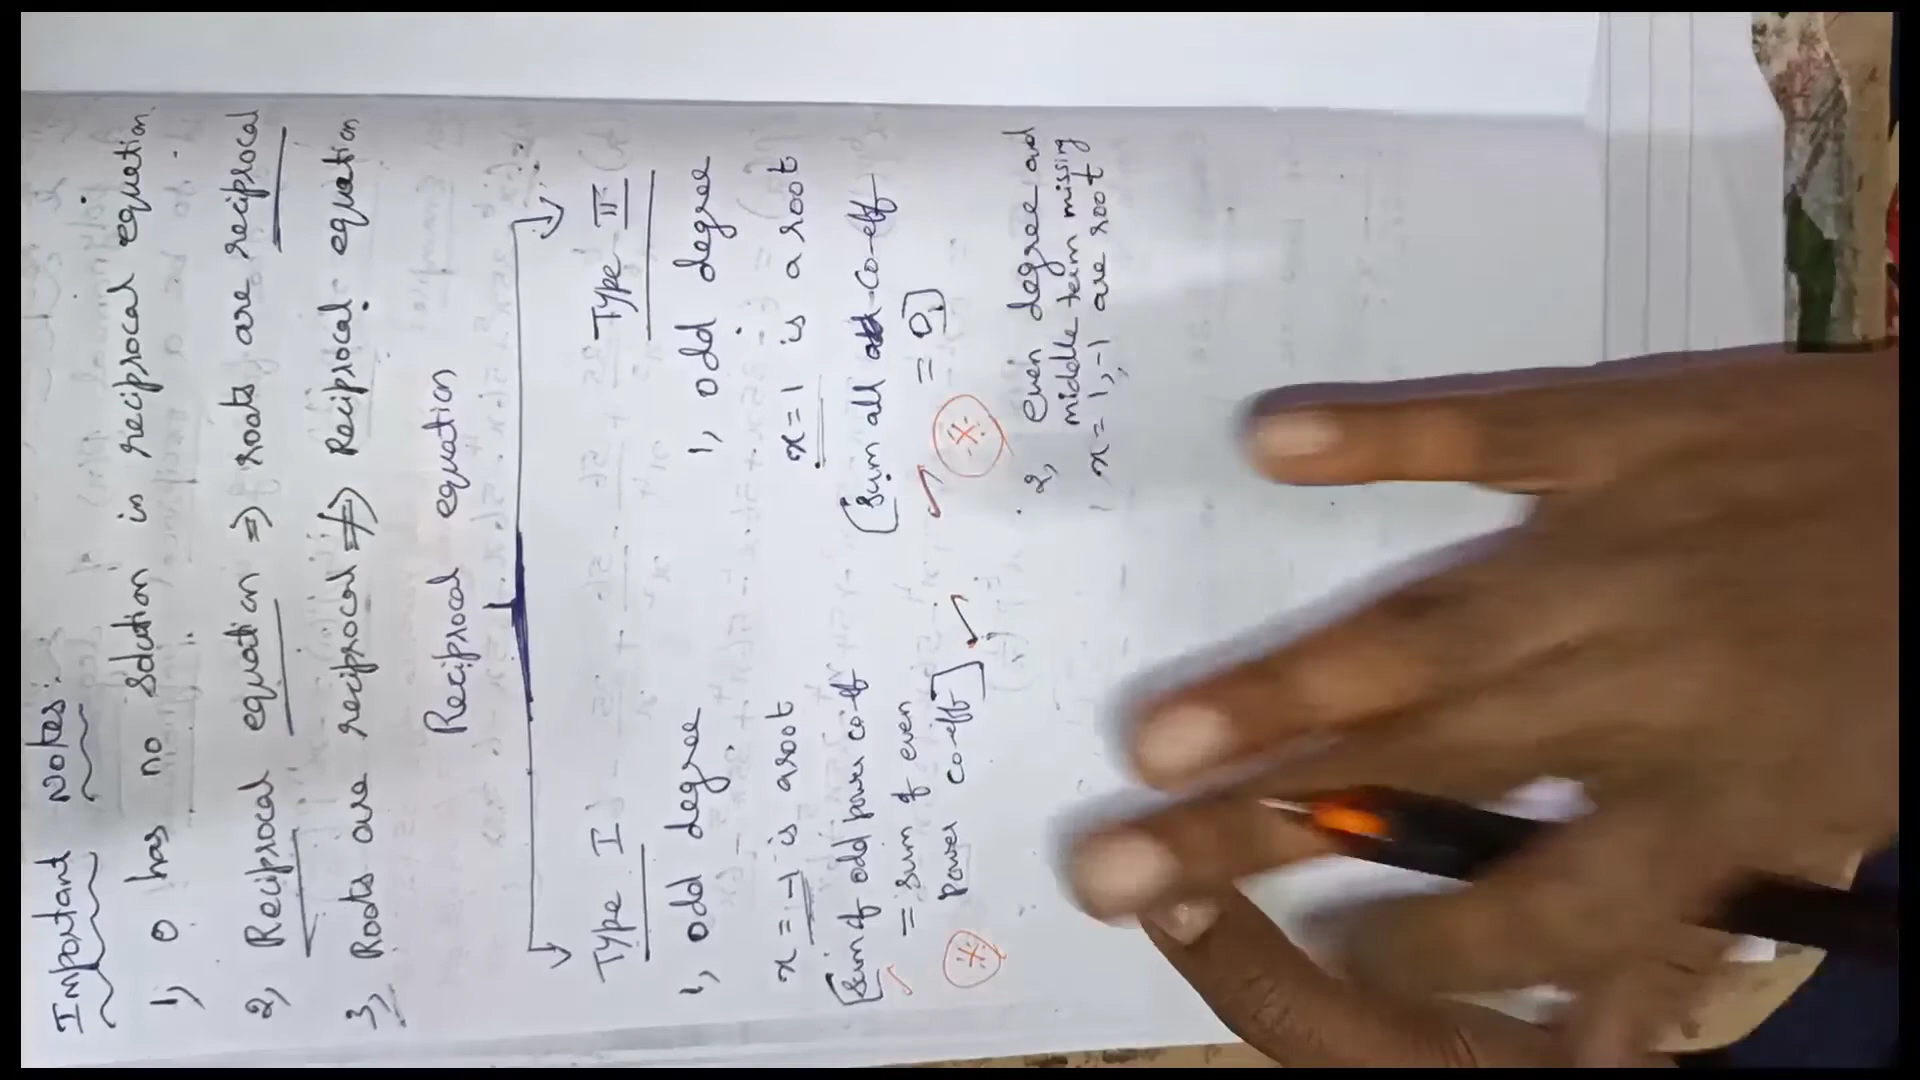 Important Notes:
1, 0 has no solution in reciprocal equation.
2, Reciprocal equation ⇒ roots are reciprocal
3, Roots are reciprocal ⇏ Reciprocal equation
Reciprocal equation
Type I
1, odd degree
x = -1 is a root
[Sum of odd power co-eff
= sum of even
power co-eff]
Type II
1, odd degree
x = 1 is a root
[sum all co-eff
= 0]
2, even degree and
middle term missing
x = 1, -1 are root